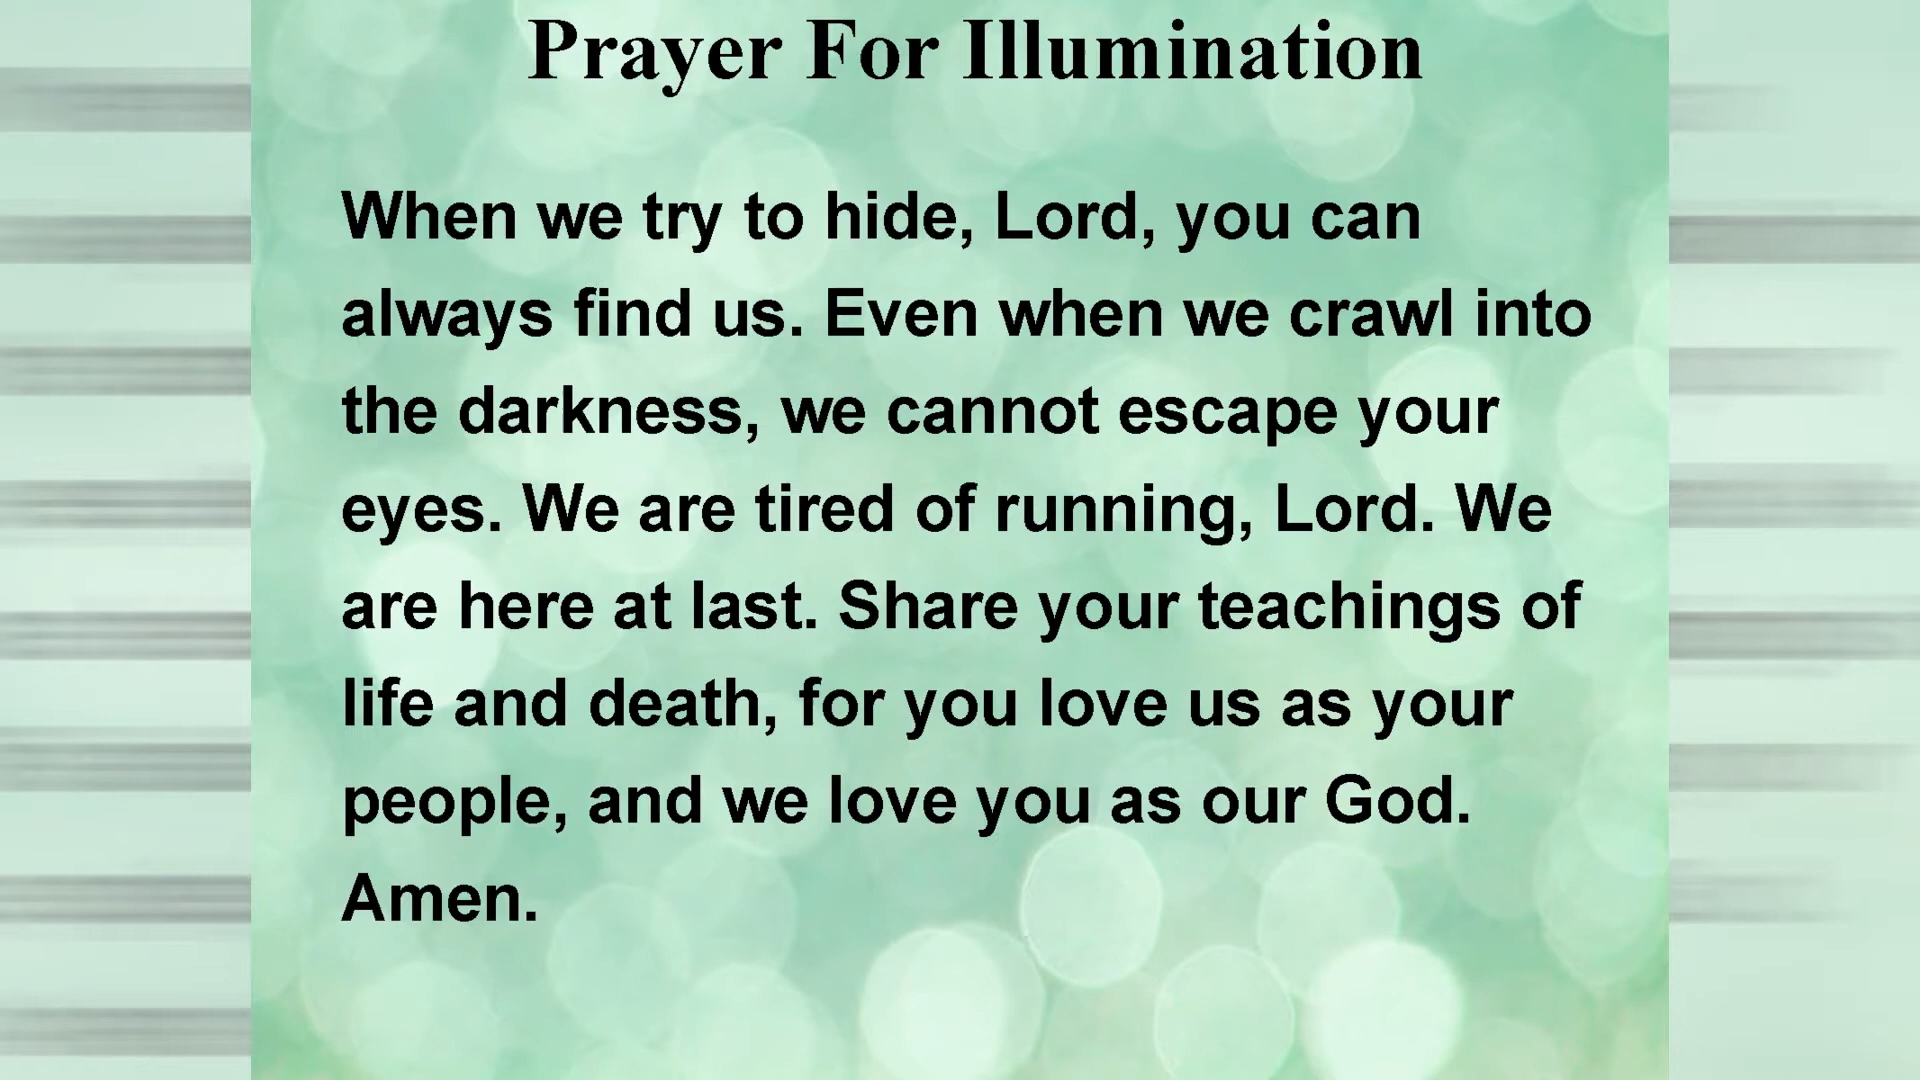 Prayer For Illumination
When we try to hide, Lord, you can
always find us. Even when we crawl into
the darkness, we cannot escape your
eyes. We are tired of running, Lord. We
are here at last. Share your teachings of
life and death, for you love us as your
people, and we love you as our God.
Amen.